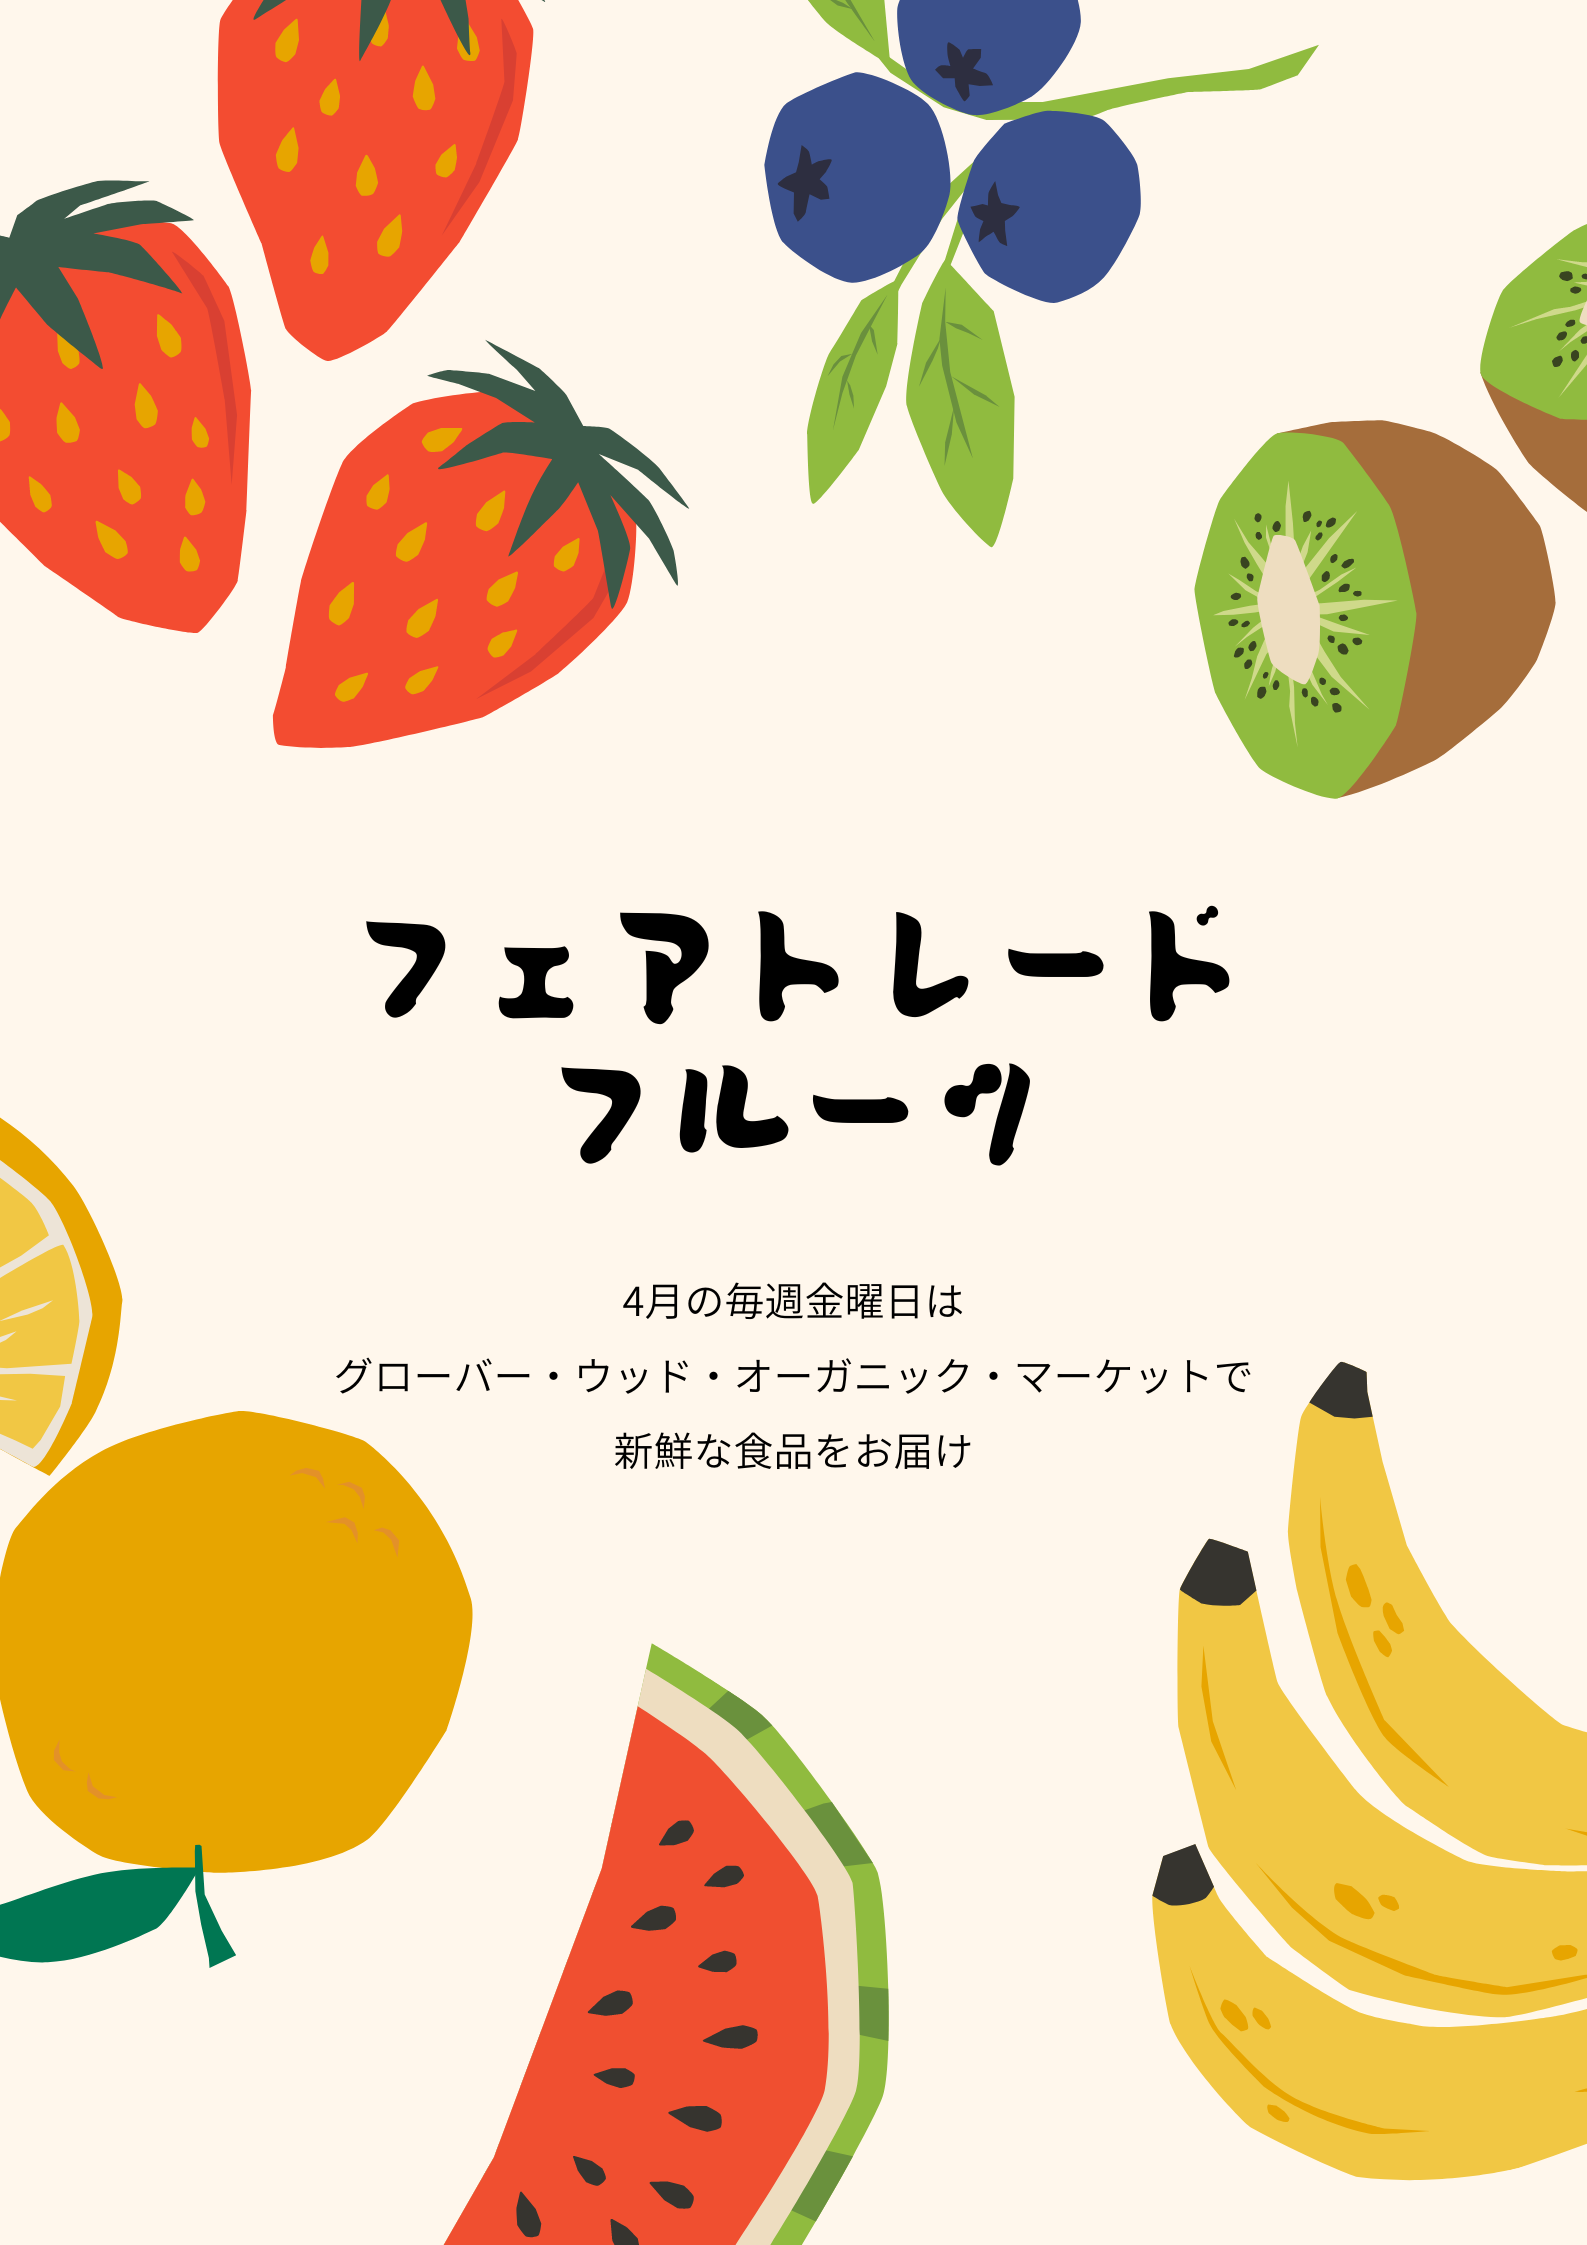 フェアトレード
フルーツ
4月の毎週金曜日は
グローバー・ウッド・オーガニック・マーケットで
新鮮な食品をお届け